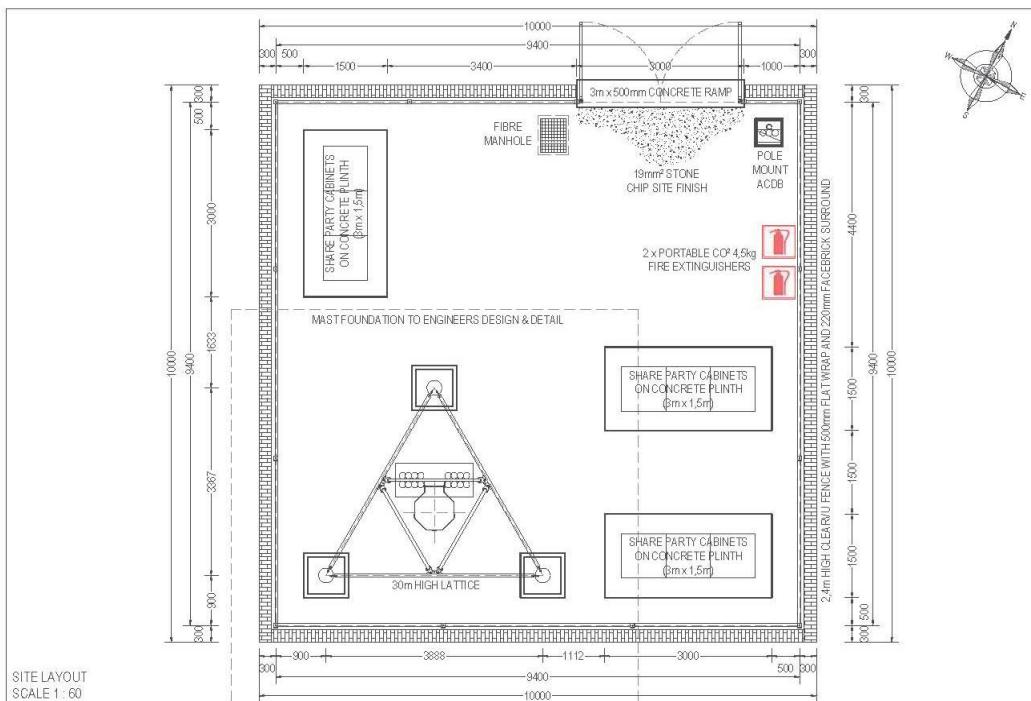 10000
9400
300
500
300
1500
3400
3000
1000
N
W
E
S
3m x 500mm CONCRETE RAMP
FIBRE
MANHOLE
19mm² STONE
CHIP SITE FINISH
POLE
MOUNT
ACDB
SHARE PARTY CABINETS
ON CONCRETE PLINTH
(3m x 1,5m)
2 x PORTABLE CO² 4,5kg
FIRE EXTINGUISHERS
MAST FOUNDATION TO ENGINEERS DESIGN & DETAIL
SHARE PARTY CABINETS
ON CONCRETE PLINTH
(3m x 1,5m)
SHARE PARTY CABINETS
ON CONCRETE PLINTH
(3m x 1,5m)
30m HIGH LATTICE
2,4m HIGH CLEARVU FENCE WITH 500mm FLAT WRAP AND 220mm FACEBRICK SURROUND
300
500
3000
1633
3367
900
300
9400
10000
300
4400
1500
1500
1500
500
300
9400
10000
300
900
3888
1112
3000
500
300
9400
10000
SITE LAYOUT
SCALE 1 : 60